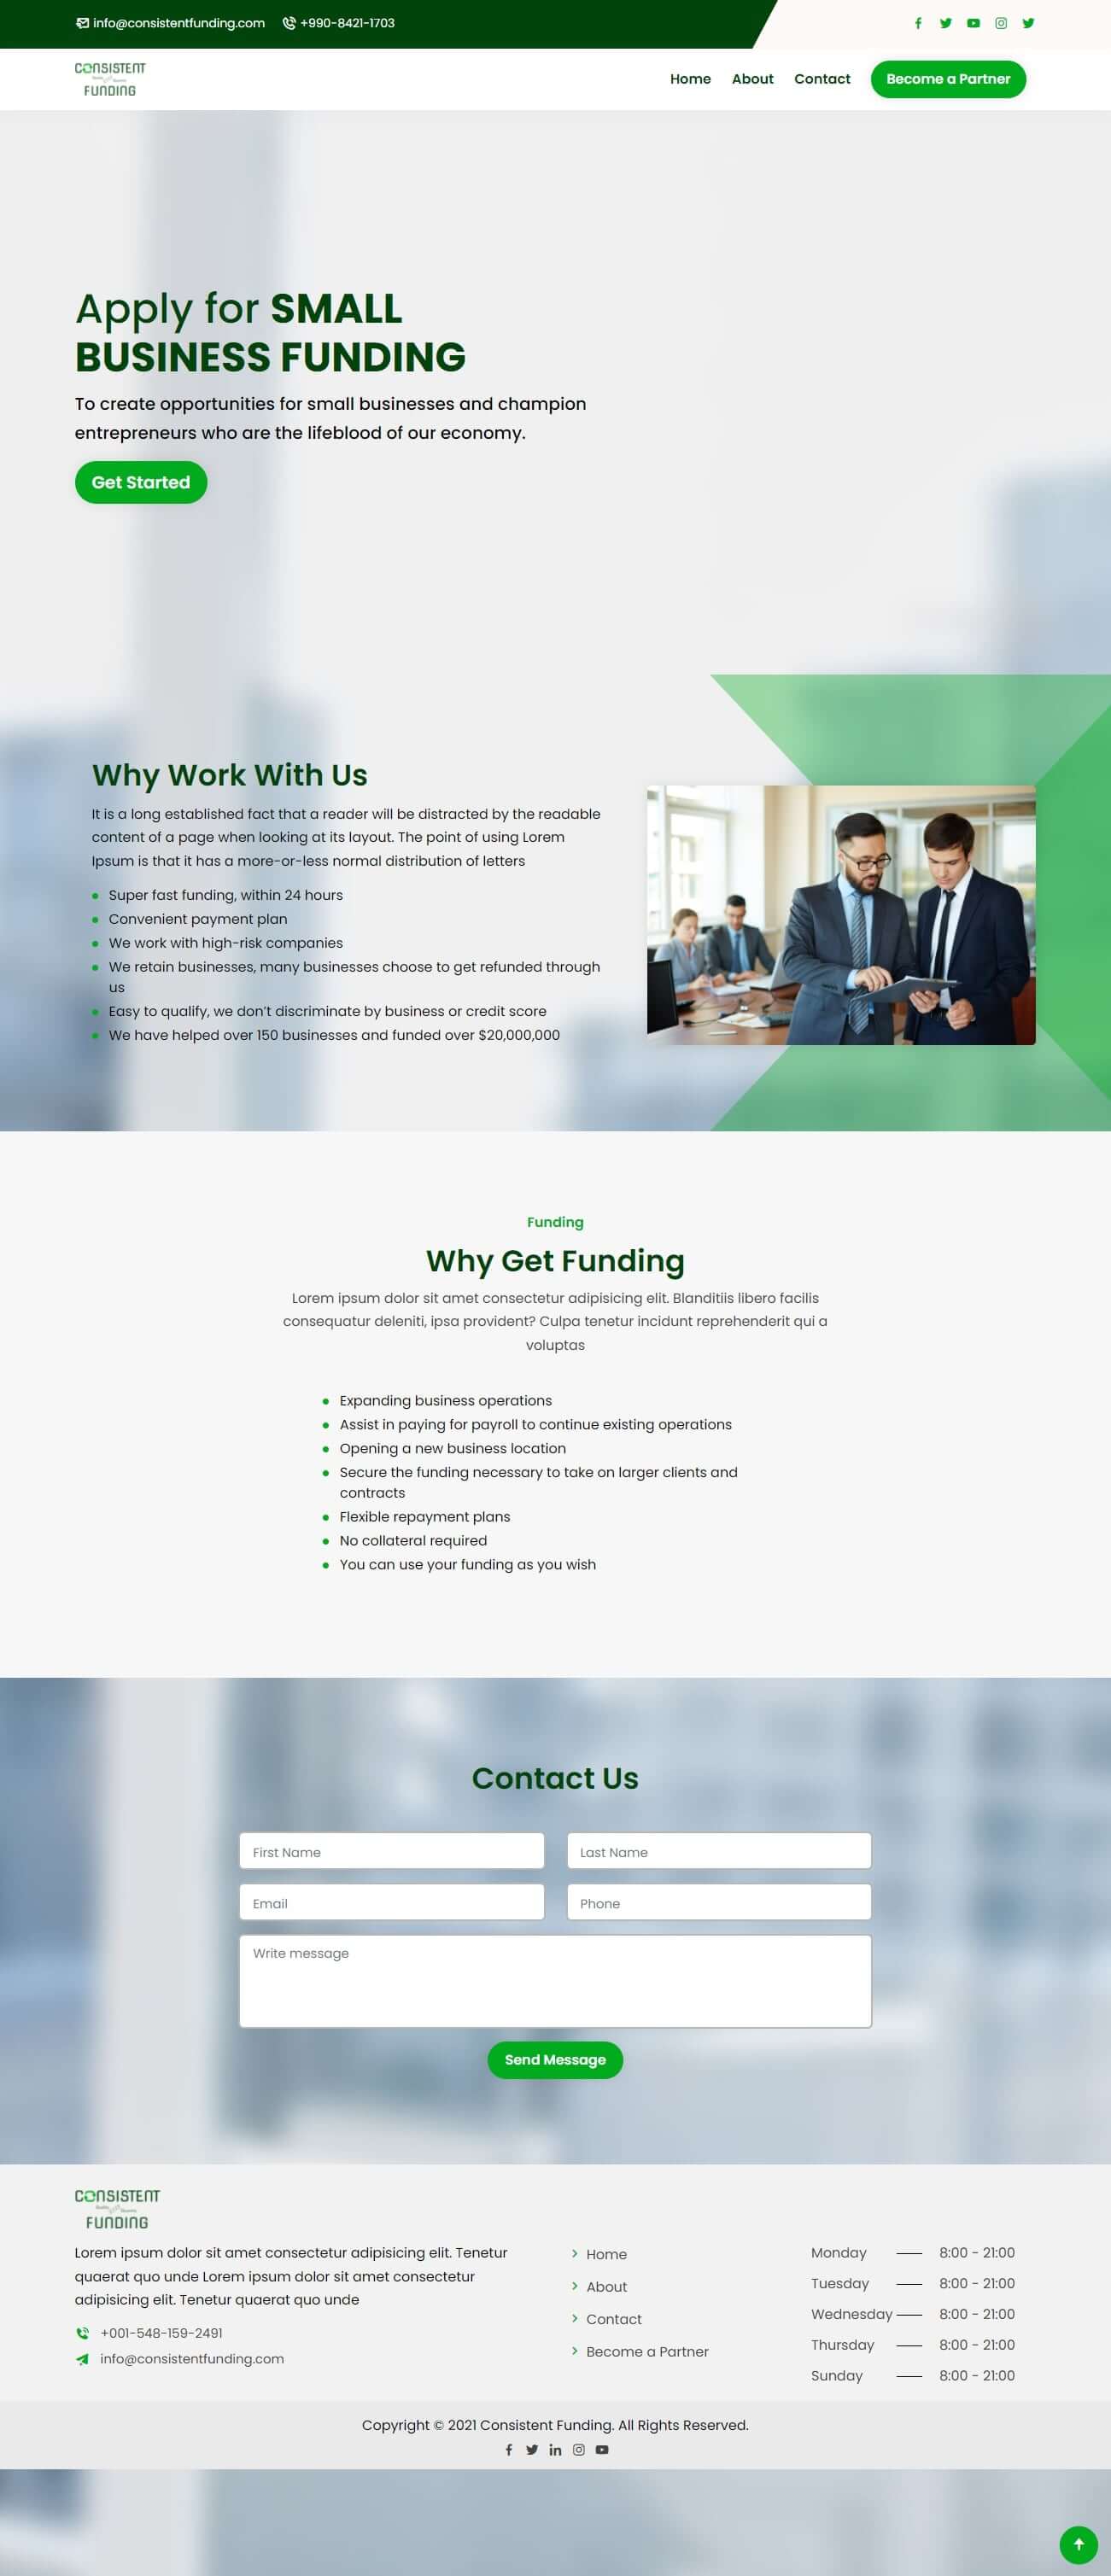 info@consistentfunding.com +990-8421-1703
CONSISTENT
FUNDING
Home About Contact Become a Partner
Apply for SMALL
BUSINESS FUNDING
To create opportunities for small businesses and champion
entrepreneurs who are the lifeblood of our economy.
Get Started
Why Work With Us
It is a long established fact that a reader will be distracted by the readable
content of a page when looking at its layout. The point of using Lorem
Ipsum is that it has a more-or-less normal distribution of letters
Super fast funding, within 24 hours
Convenient payment plan
We work with high-risk companies
We retain businesses, many businesses choose to get refunded through
us
Easy to qualify, we don’t discriminate by business or credit score
We have helped over 150 businesses and funded over $20,000,000
Funding
Why Get Funding
Lorem ipsum dolor sit amet consectetur adipisicing elit. Blanditiis libero facilis
consequatur deleniti, ipsa provident? Culpa tenetur incidunt reprehenderit qui a
voluptas
Expanding business operations
Assist in paying for payroll to continue existing operations
Opening a new business location
Secure the funding necessary to take on larger clients and
contracts
Flexible repayment plans
No collateral required
You can use your funding as you wish
Contact Us
First Name Last Name
Email Phone
Write message
Send Message
CONSISTENT
FUNDING
Lorem ipsum dolor sit amet consectetur adipisicing elit. Tenetur
quaerat quo unde Lorem ipsum dolor sit amet consectetur
adipisicing elit. Tenetur quaerat quo unde
+001-548-159-2491
info@consistentfunding.com
Home
About
Contact
Become a Partner
Monday 8:00 - 21:00
Tuesday 8:00 - 21:00
Wednesday 8:00 - 21:00
Thursday 8:00 - 21:00
Sunday 8:00 - 21:00
Copyright © 2021 Consistent Funding. All Rights Reserved.